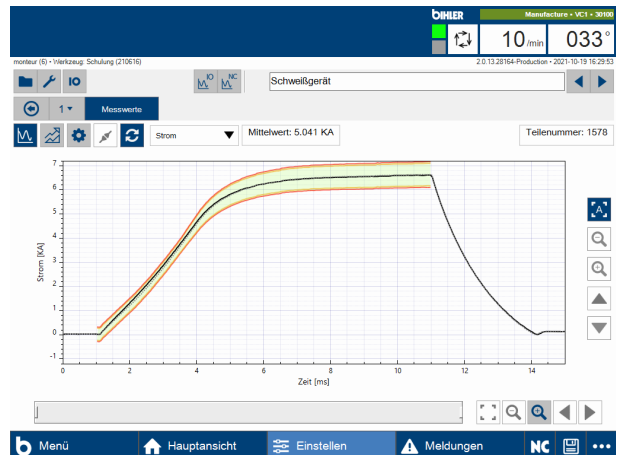 bIHLER
Manufacture • VC1 • 30100
10 /min
033°
monteur (6) • Werkzeug: Schulung (210616)
2.0.13.28164-Production • 2021-10-19 16:29:53
IO
IO
NC
Schweißgerät
1
Messwerte
Strom
Mittelwert: 5.041 KA
Teilenummer: 1578
7
6
5
4
3
2
1
0
-1
Strom [KA]
0 2 4 6 8 10 12 14
Zeit [ms]
A
b Menü
Hauptansicht
Einstellen
Meldungen
NC